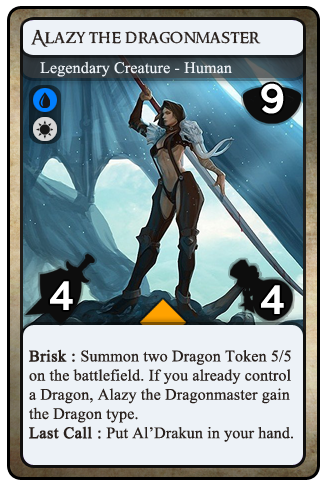 Alazy the dragonmaster
Legendary Creature - Human
9
4
4
Brisk : Summon two Dragon Token 5/5
on the battlefield. If you already control
a Dragon, Alazy the Dragonmaster gain
the Dragon type.
Last Call : Put Al’Drakun in your hand.